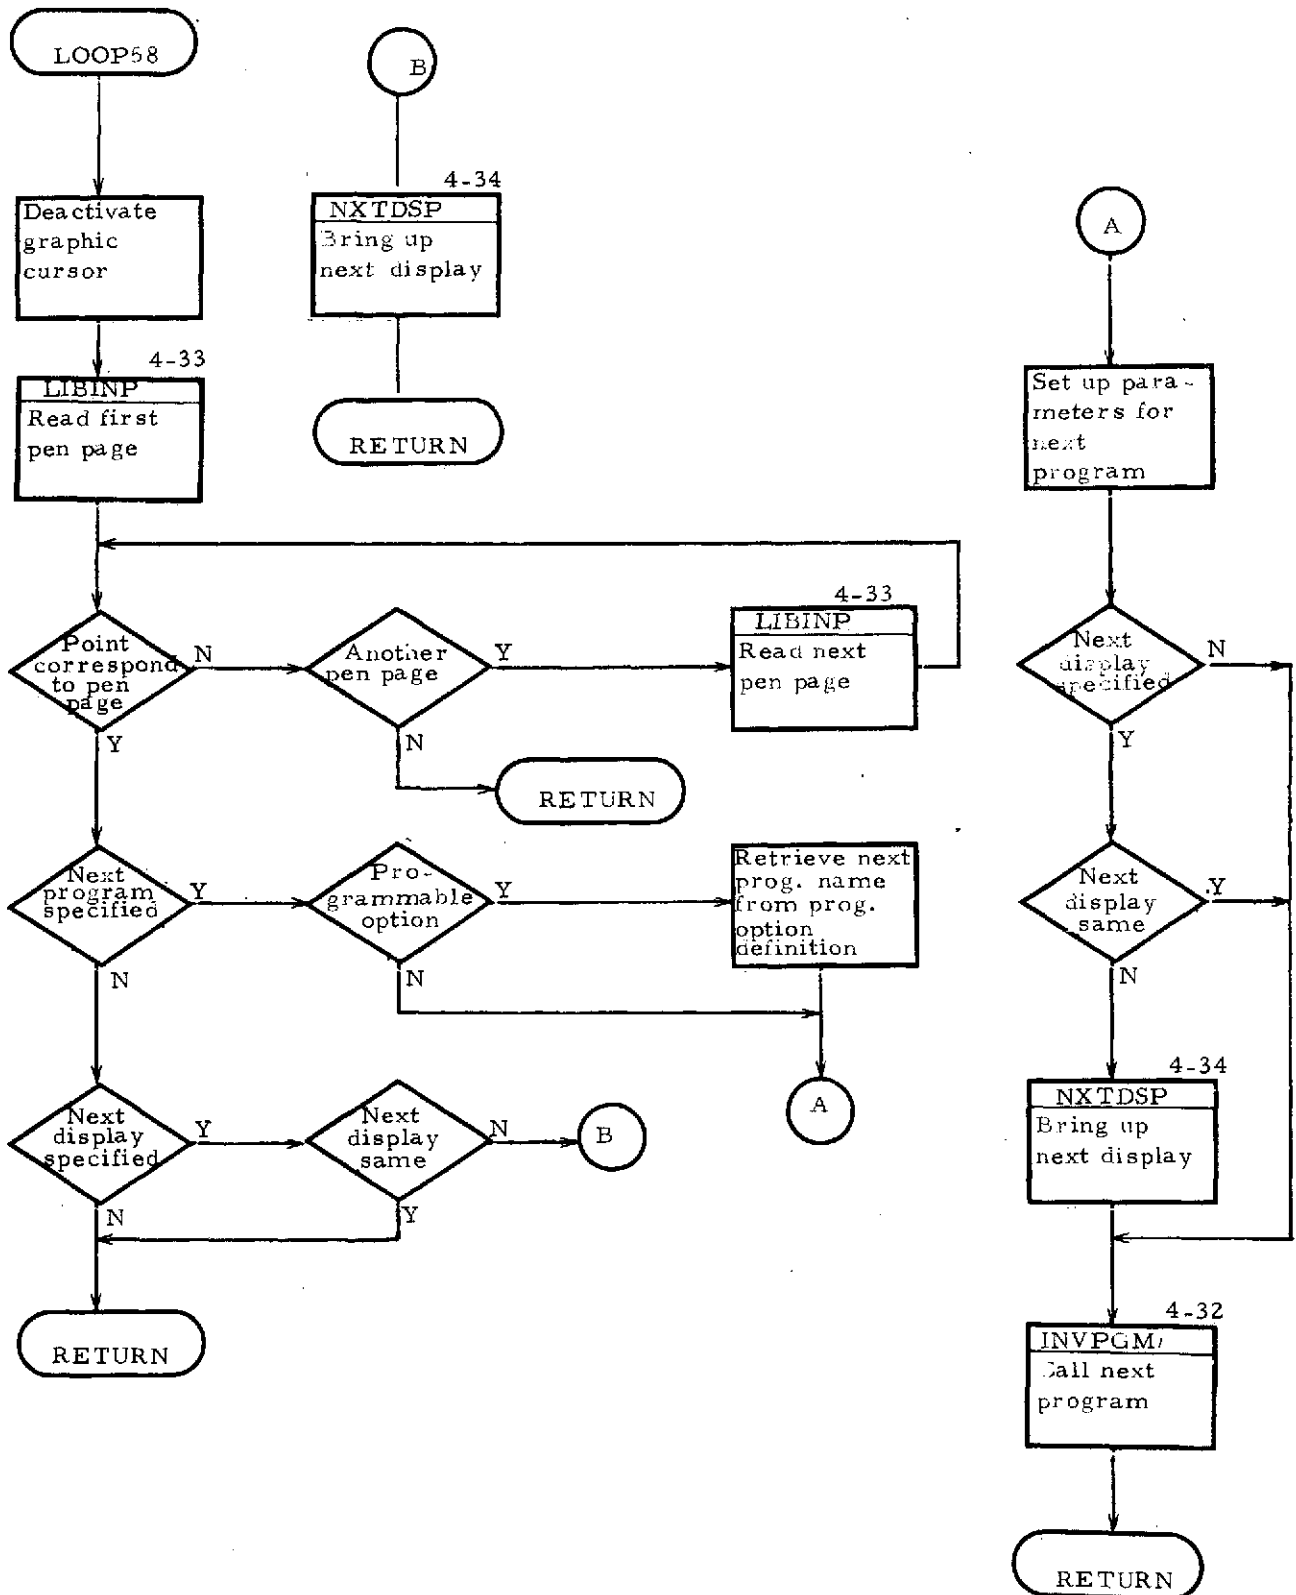 LOOP58
Deactivate
graphic
cursor
4-33
LIBINP
Read first
pen page
Point
correspond
to pen
page
N
Y
Another
pen page
Y
N
4-33
LIBINP
Read next
pen page
RETURN
Next
program
specified
Y
N
Pro-
grammable
option
Y
N
Retrieve next
prog. name
from prog.
option
definition
A
Next
display
specified
Y
N
Next
display
same
N
Y
B
RETURN
B
4-34
NXTDSP
Bring up
next display
RETURN
A
Set up para-
meters for
next
program
Next
display
specified
N
Y
Next
display
same
Y
N
4-34
NXTDSP
Bring up
next display
4-32
INVPGM
Call next
program
RETURN